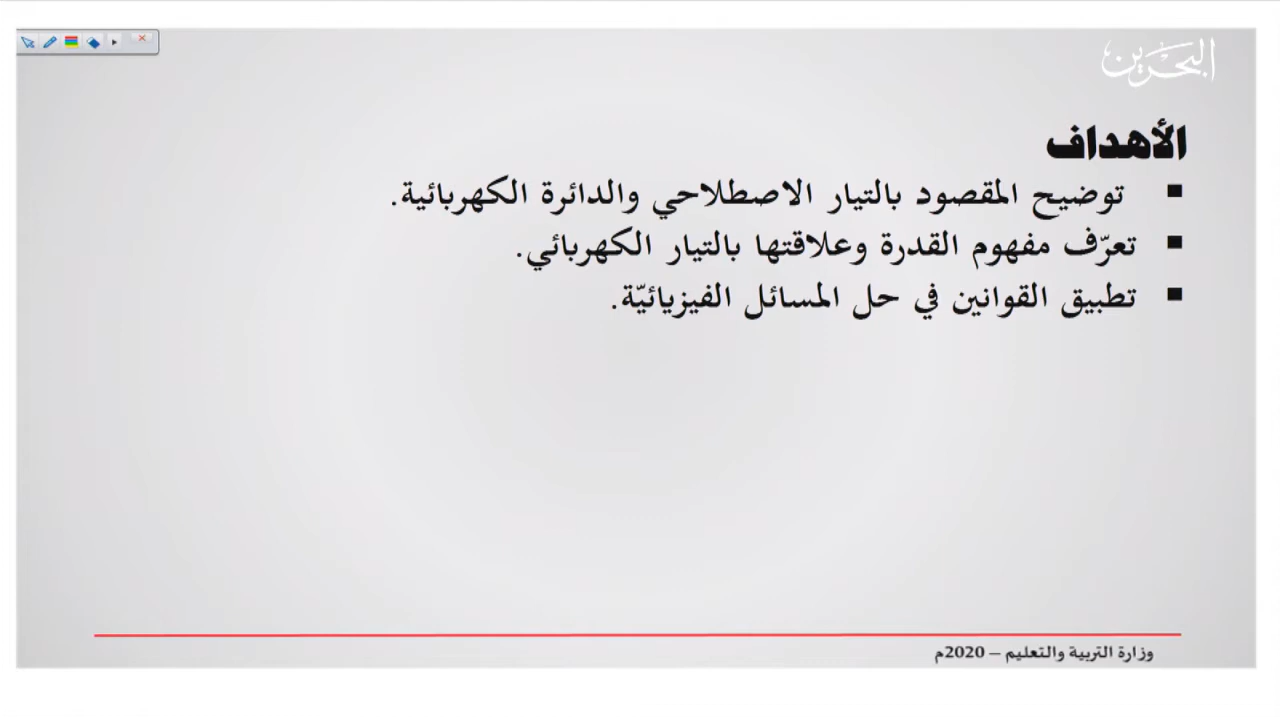 البحرين
الأهداف
توضيح المقصود بالتيار الاصطلاحي والدائرة الكهربائية.
تعرّف مفهوم القدرة وعلاقتها بالتيار الكهربائي.
تطبيق القوانين في حل المسائل الفيزيائيّة.
وزارة التربية والتعليم – 2020م